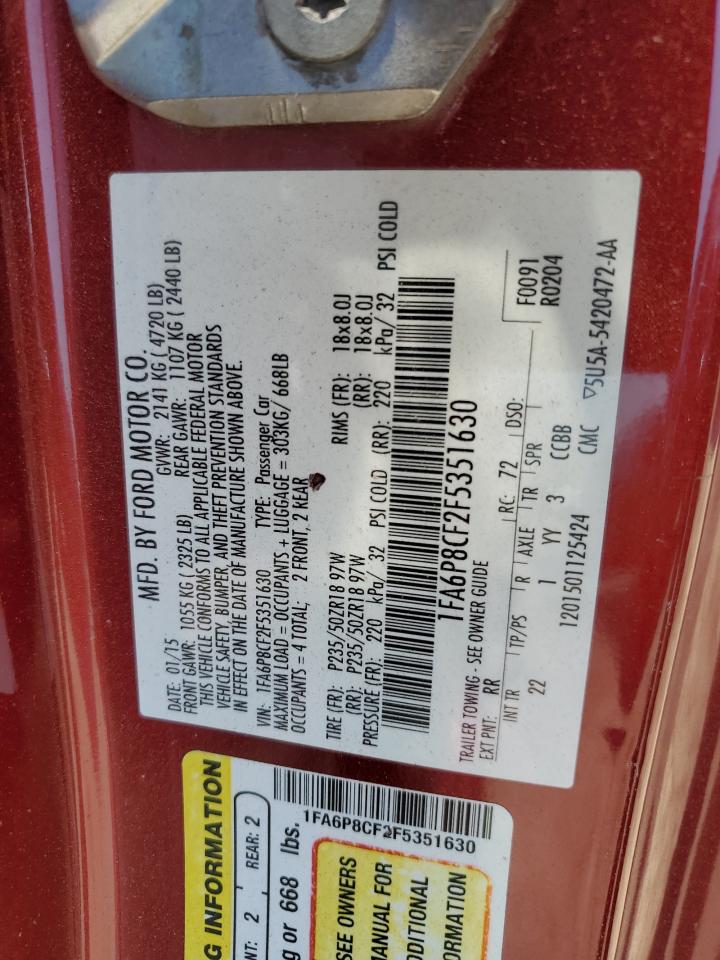 MFD. BY FORD MOTOR CO.
DATE: 01/15 GVWR: 2141 KG ( 4720 LB)
FRONT GAWR: 1055 KG ( 2325 LB) REAR GAWR: 1107 KG ( 2440 LB)
THIS VEHICLE CONFORMS TO ALL APPLICABLE FEDERAL MOTOR
VEHICLE SAFETY, BUMPER, AND THEFT PREVENTION STANDARDS
IN EFFECT ON THE DATE OF MANUFACTURE SHOWN ABOVE.
VIN: 1FA6P8CF2F5351630 TYPE: Passenger Car
MAXIMUM LOAD = OCCUPANTS + LUGGAGE = 303KG/ 668LB
OCCUPANTS = 4 TOTAL; 2 FRONT, 2 REAR
TIRE (FR): P235/50ZR18 97W RIMS (FR): 18x8.0J
(RR): P235/50ZR18 97W (RR): 18x8.0J
PRESSURE (FR): 220 kPa/ 32 PSI COLD (RR): 220 kPa/ 32 PSI COLD
1FA6P8CF2F5351630
TRAILER TOWING - SEE OWNER GUIDE
EXT PNT: RR RC: 72 DSO: F0091
R0204
INT TR TP/PS R AXLE TR SPR
22 1 YY 3 CCBB
1201501125424 CMC ▽5U5A-5420472-AA
G INFORMATION
NT: 2 REAR: 2
g or 668 lbs.
1FA6P8CF2F5351630
SEE OWNERS
MANUAL FOR
ADDITIONAL
ORMATION